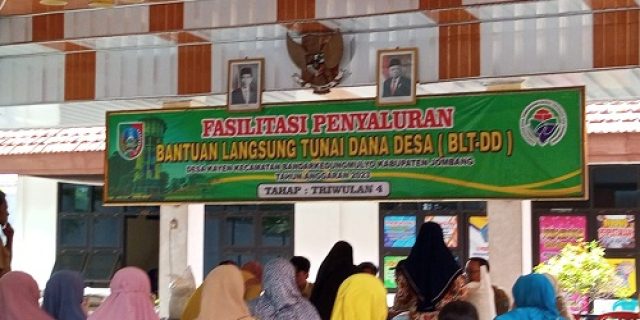 FASILITASI PENYALURAN
BANTUAN LANGSUNG TUNAI DANA DESA ( BLT-DD )
DESA KAYEN KECAMATAN BANDARKEDUNGMULYO KABUPATEN JOMBANG
TAHUN ANGGARAN 2023
TAHAP : TRIWULAN 4